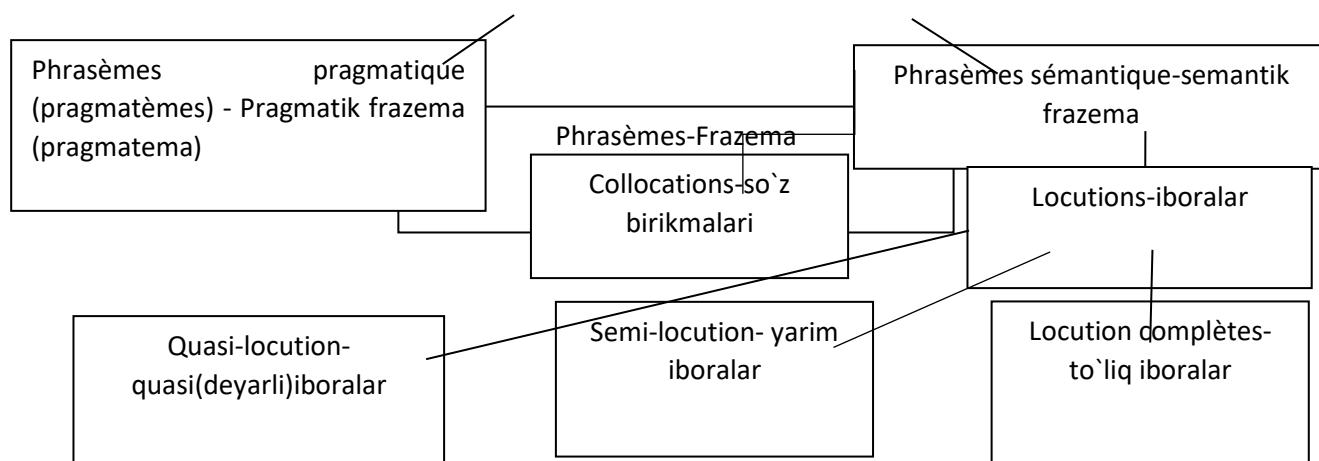 Phrasèmes pragmatique
(pragmatèmes) - Pragmatik frazema
(pragmatema)
Phrasèmes sémantique-semantik
frazema
Phrasèmes-Frazema
Collocations-so`z
birikmalari
Locutions-iboralar
Quasi-locution-
quasi(deyarli)iboralar
Semi-locution- yarim
iboralar
Locution complètes-
to`liq iboralar